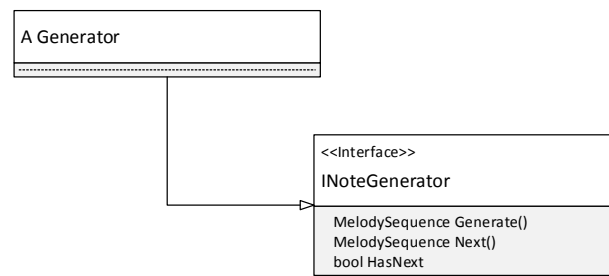 A Generator
<<Interface>>
INoteGenerator
MelodySequence Generate()
MelodySequence Next()
bool HasNext